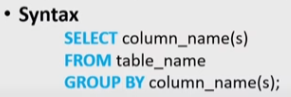 • Syntax
SELECT column_name(s)
FROM table_name
GROUP BY column_name(s);